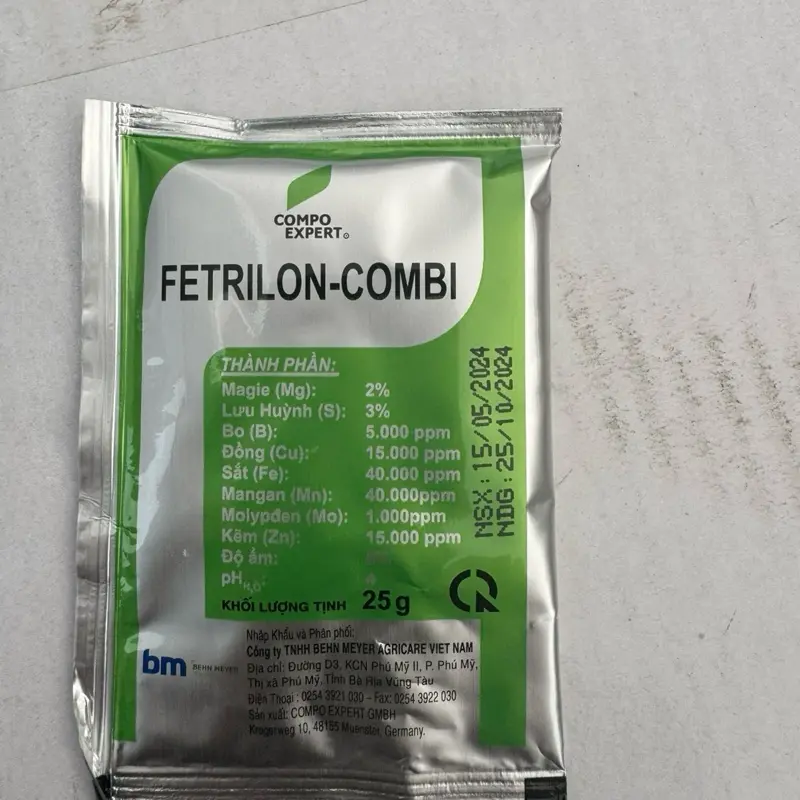 COMPO
EXPERT
FETRILON-COMBI
THÀNH PHẦN:
Magie (Mg): 2%
Lưu Huỳnh (S): 3%
Bo (B): 5.000 ppm
Đồng (Cu): 15.000 ppm
Sắt (Fe): 40.000 ppm
Mangan (Mn): 40.000ppm
Molypđen (Mo): 1.000ppm
Kẽm (Zn): 15.000 ppm
Độ ẩm:
pHH₂O:
KHỐI LƯỢNG TỊNH 25 g
NSX: 15/05/2024
NDG: 25/10/2024
bm BEHN MEYER
Nhập Khẩu và Phân phối:
Công ty TNHH BEHN MEYER AGRICARE VIET NAM
Địa chỉ: Đường D3, KCN Phú Mỹ II, P. Phú Mỹ,
Thị xã Phú Mỹ, Tỉnh Bà Rịa Vũng Tàu
Điện Thoại : 0254 3921 030 – Fax: 0254 3922 030
Sản xuất: COMPO EXPERT GMBH
Krogerweg 10, 48155 Muenster, Germany.